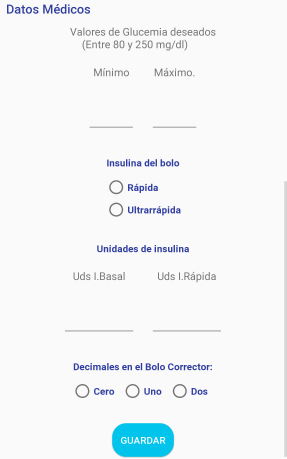 Datos Médicos
Valores de Glucemia deseados
(Entre 80 y 250 mg/dl)
Mínimo Máximo.
Insulina del bolo
Rápida
Ultrarrápida
Unidades de insulina
Uds I.Basal Uds I.Rápida
Decimales en el Bolo Corrector:
Cero Uno Dos
GUARDAR